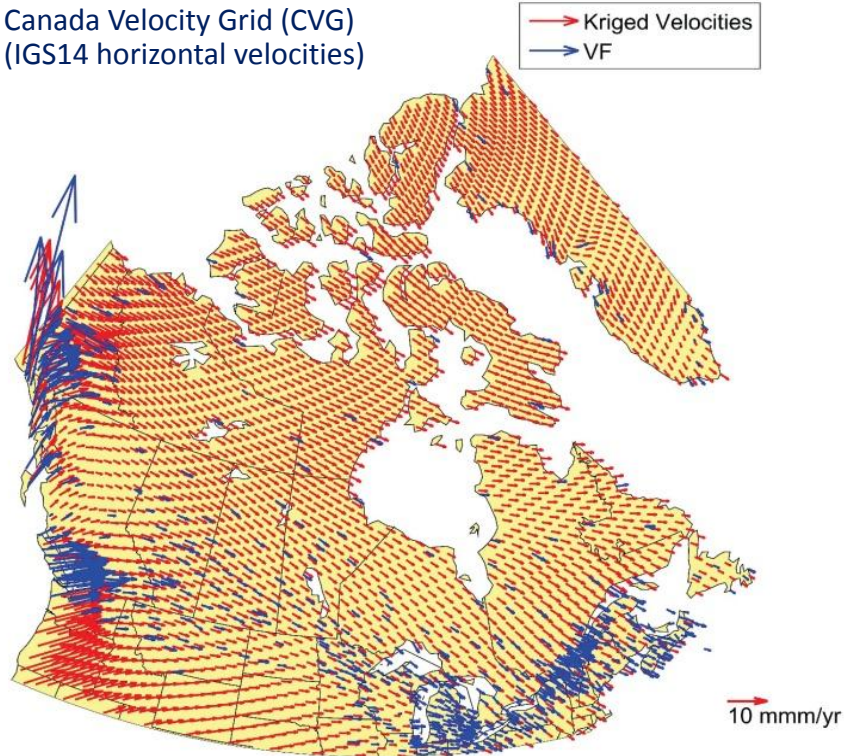 Canada Velocity Grid (CVG)
(IGS14 horizontal velocities)
Kriged Velocities
VF
10 mmm/yr